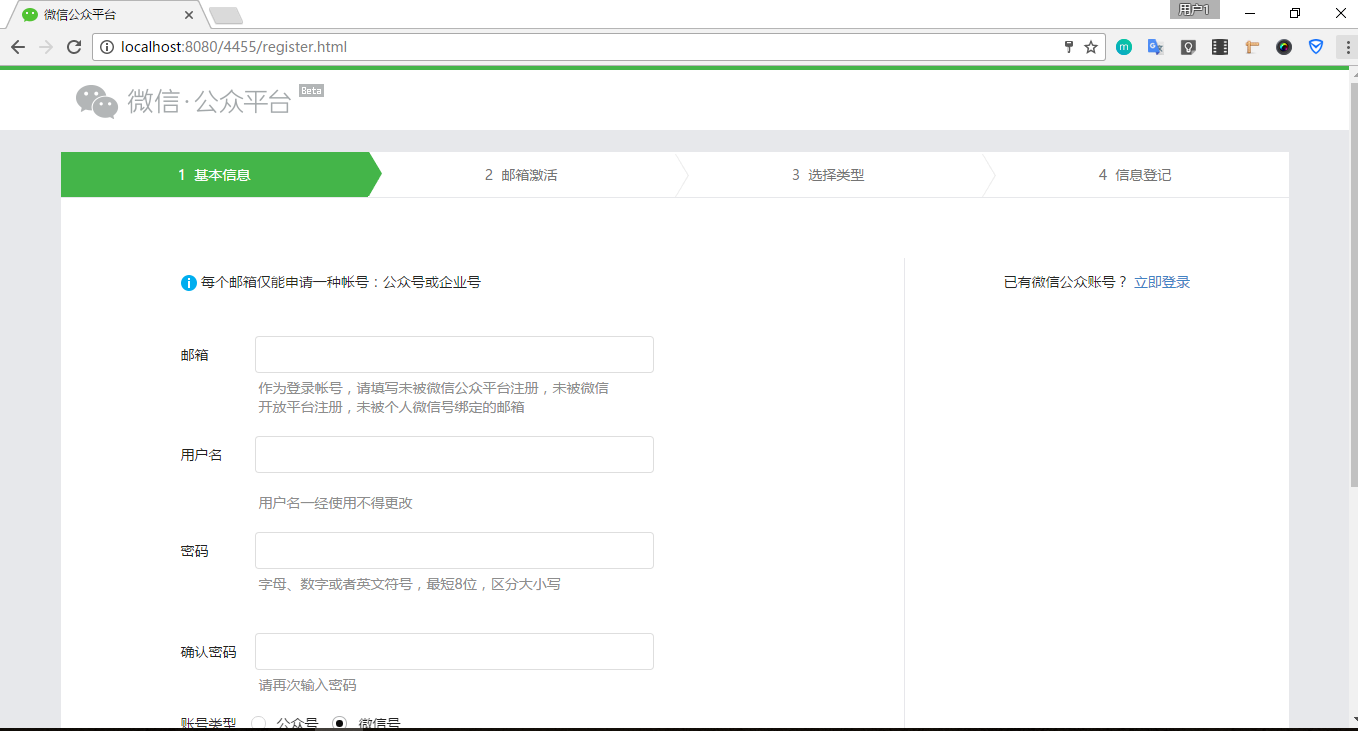 微信公众平台
用户1
localhost:8080/4455/register.html
微信·公众平台 Beta
1 基本信息
2 邮箱激活
3 选择类型
4 信息登记
每个邮箱仅能申请一种帐号：公众号或企业号
已有微信公众账号？ 立即登录
邮箱
作为登录帐号，请填写未被微信公众平台注册，未被微信
开放平台注册，未被个人微信号绑定的邮箱
用户名
用户名一经使用不得更改
密码
字母、数字或者英文符号，最短8位，区分大小写
确认密码
请再次输入密码
账号类型 公众号 微信号